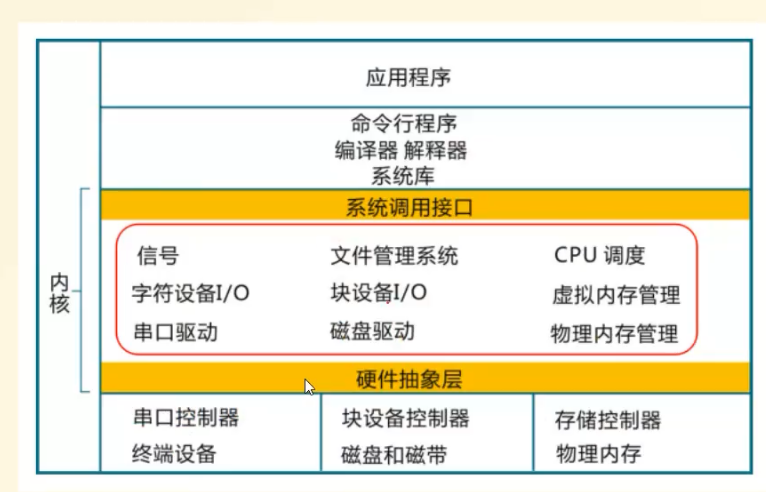 应用程序
命令行程序
编译器 解释器
系统库
系统调用接口
内核
信号 文件管理系统 CPU 调度
字符设备I/O 块设备I/O 虚拟内存管理
串口驱动 磁盘驱动 物理内存管理
硬件抽象层
串口控制器 块设备控制器 存储控制器
终端设备 磁盘和磁带 物理内存